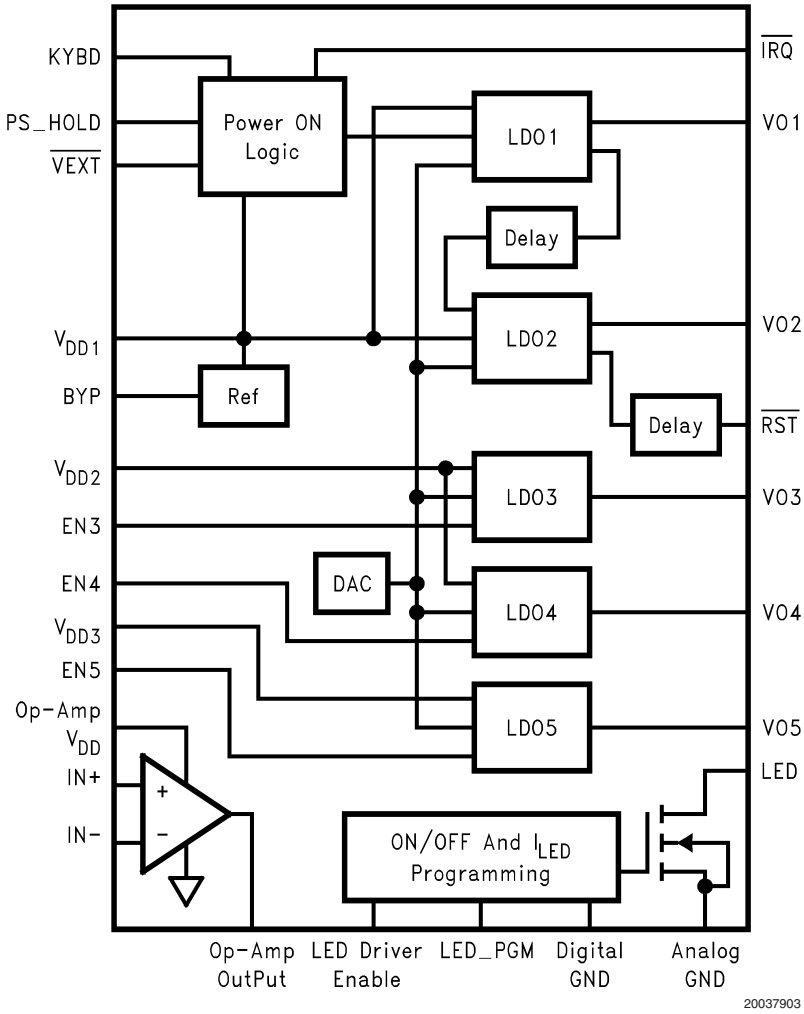 KYBD
PS_HOLD
VEXT
VDD1
BYP
VDD2
EN3
EN4
VDD3
EN5
Op-Amp
VDD
IN+
IN-
Power ON
Logic
Ref
DAC
LDO1
Delay
LDO2
Delay
LDO3
LDO4
LDO5
+
−
ON/OFF And ILED
Programming
IRQ
VO1
VO2
RST
VO3
VO4
VO5
LED
Op-Amp
OutPut
LED Driver
Enable
LED_PGM
Digital
GND
Analog
GND
20037903